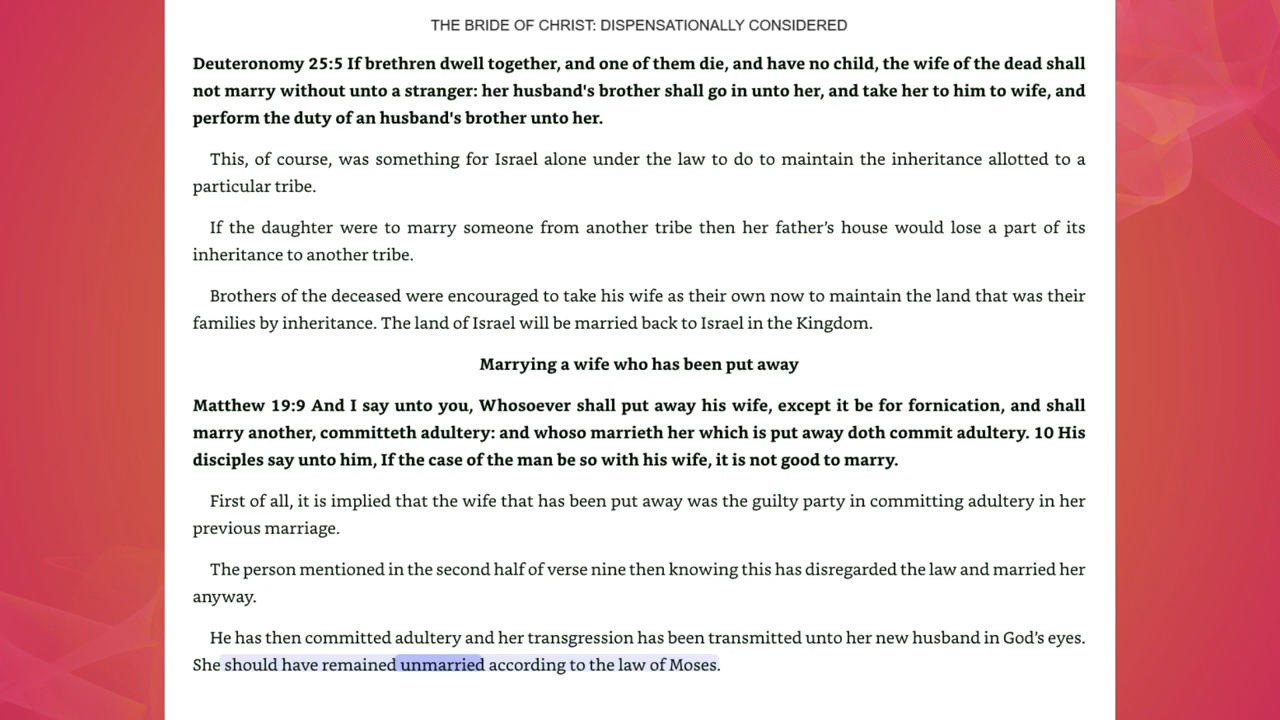 THE BRIDE OF CHRIST: DISPENSATIONALLY CONSIDERED
Deuteronomy 25:5 If brethren dwell together, and one of them die, and have no child, the wife of the dead shall
not marry without unto a stranger: her husband's brother shall go in unto her, and take her to him to wife, and
perform the duty of an husband's brother unto her.
This, of course, was something for Israel alone under the law to do to maintain the inheritance allotted to a
particular tribe.
If the daughter were to marry someone from another tribe then her father’s house would lose a part of its
inheritance to another tribe.
Brothers of the deceased were encouraged to take his wife as their own now to maintain the land that was their
families by inheritance. The land of Israel will be married back to Israel in the Kingdom.
Marrying a wife who has been put away
Matthew 19:9 And I say unto you, Whosoever shall put away his wife, except it be for fornication, and shall
marry another, committeth adultery: and whoso marrieth her which is put away doth commit adultery. 10 His
disciples say unto him, If the case of the man be so with his wife, it is not good to marry.
First of all, it is implied that the wife that has been put away was the guilty party in committing adultery in her
previous marriage.
The person mentioned in the second half of verse nine then knowing this has disregarded the law and married her
anyway.
He has then committed adultery and her transgression has been transmitted unto her new husband in God’s eyes.
She should have remained unmarried according to the law of Moses.